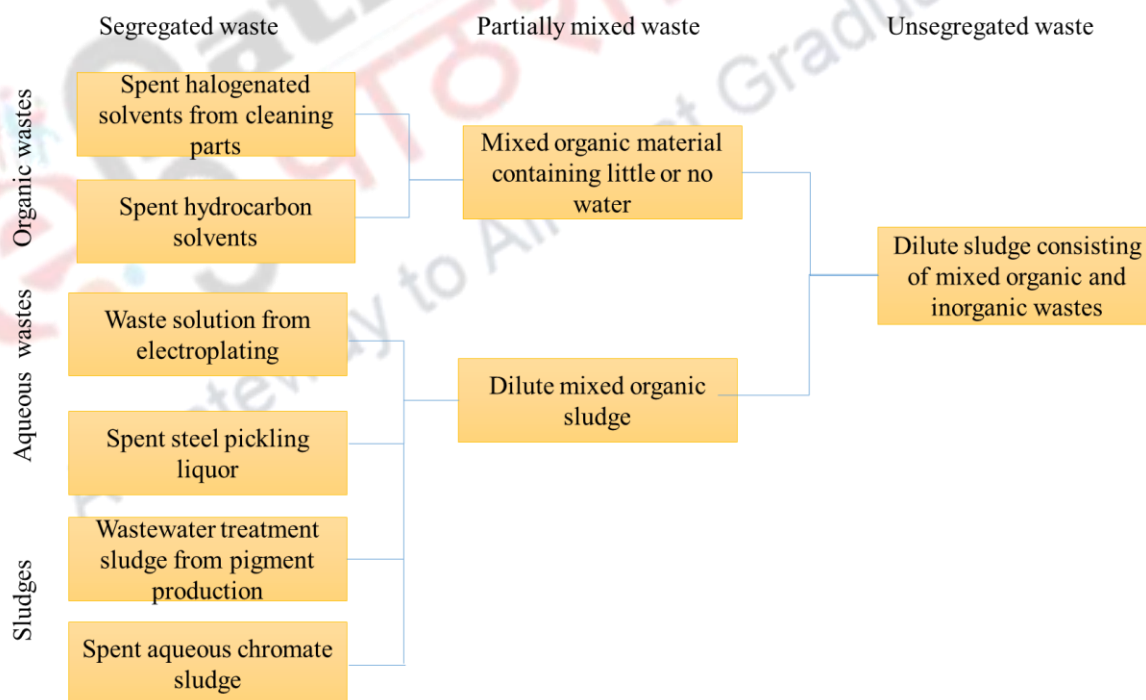 Segregated waste
Partially mixed waste
Unsegregated waste
Organic wastes
Spent halogenated
solvents from cleaning
parts
Spent hydrocarbon
solvents
Mixed organic material
containing little or no
water
Dilute sludge consisting
of mixed organic and
inorganic wastes
Aqueous wastes
Waste solution from
electroplating
Spent steel pickling
liquor
Dilute mixed organic
sludge
Sludges
Wastewater treatment
sludge from pigment
production
Spent aqueous chromate
sludge
to